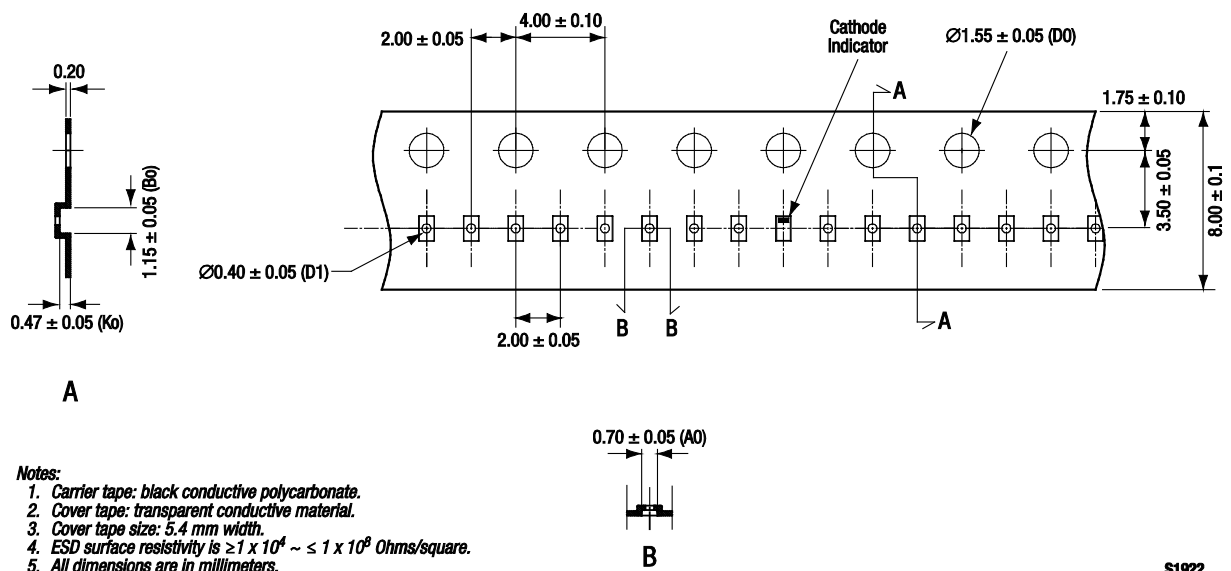 4.00 ± 0.10
2.00 ± 0.05
Cathode
Indicator
Ø1.55 ± 0.05 (D0)
0.20
A
1.75 ± 0.10
1.15 ± 0.05 (Bo)
3.50 ± 0.05
8.00 ± 0.1
Ø0.40 ± 0.05 (D1)
0.47 ± 0.05 (Ko)
B B
A
2.00 ± 0.05
A
0.70 ± 0.05 (A0)
Notes:
1. Carrier tape: black conductive polycarbonate.
2. Cover tape: transparent conductive material.
3. Cover tape size: 5.4 mm width.
4. ESD surface resistivity is ≥1 x 10⁴ ~ ≤ 1 x 10⁸ Ohms/square.
5. All dimensions are in millimeters.
B
S1922